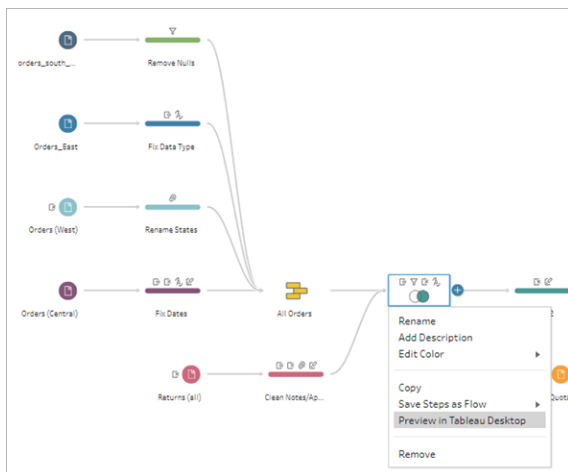 orders_south_...
Remove Nulls
Orders_East
Fix Data Type
Orders (West)
Rename States
Orders (Central)
Fix Dates
All Orders
Returns (all)
Clean Notes/Ap...
Rename
Add Description
Edit Color
Copy
Save Steps as Flow
Preview in Tableau Desktop
Remove
Quota